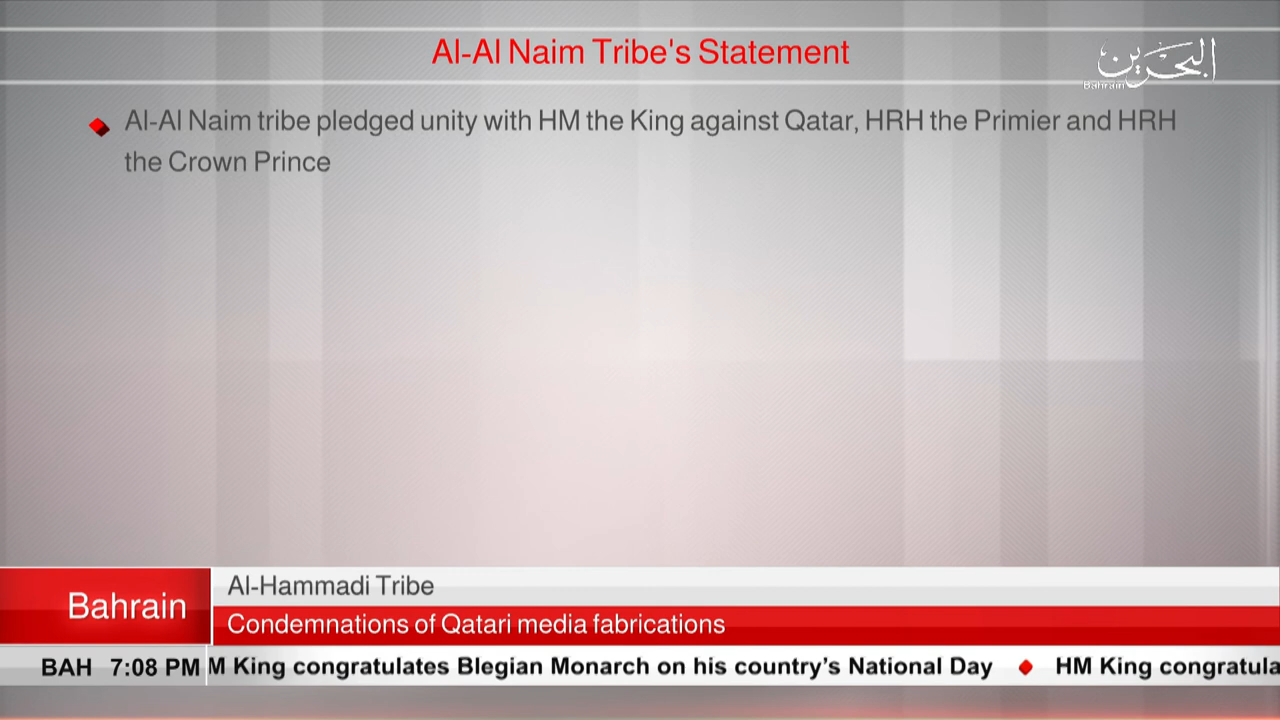 Al-Al Naim Tribe's Statement
البحرين
Bahrain
Al-Al Naim tribe pledged unity with HM the King against Qatar, HRH the Primier and HRH
the Crown Prince
Bahrain
Al-Hammadi Tribe
Condemnations of Qatari media fabrications
BAH 7:08 PM
M King congratulates Blegian Monarch on his country’s National Day ♦ HM King congratula